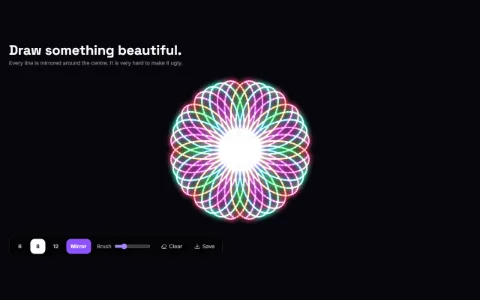 Draw something beautiful.
Every line is mirrored around the centre. It is very hard to make it ugly.
6 8 12 Mirror Brush Clear Save